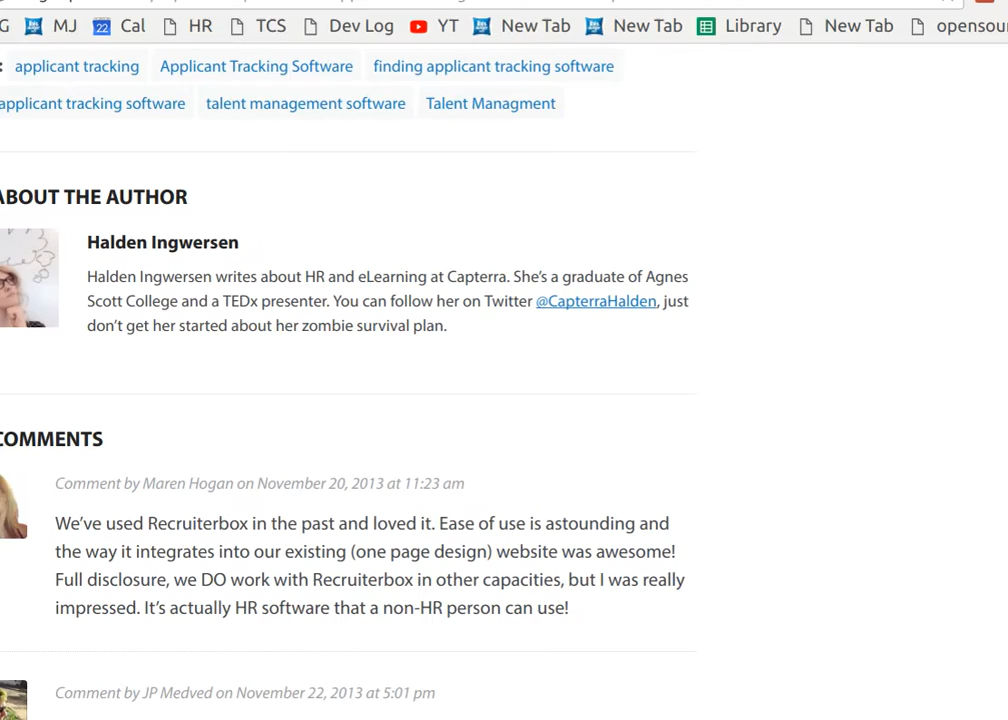 MJ Cal HR TCS Dev Log YT New Tab New Tab Library New Tab
applicant tracking Applicant Tracking Software finding applicant tracking software
applicant tracking software talent management software Talent Managment
ABOUT THE AUTHOR
Halden Ingwersen
Halden Ingwersen writes about HR and eLearning at Capterra. She's a graduate of Agnes
Scott College and a TEDx presenter. You can follow her on Twitter @CapterraHalden, just
don't get her started about her zombie survival plan.
COMMENTS
Comment by Maren Hogan on November 20, 2013 at 11:23 am
We've used Recruiterbox in the past and loved it. Ease of use is astounding and
the way it integrates into our existing (one page design) website was awesome!
Full disclosure, we DO work with Recruiterbox in other capacities, but I was really
impressed. It's actually HR software that a non-HR person can use!
Comment by JP Medved on November 22, 2013 at 5:01 pm